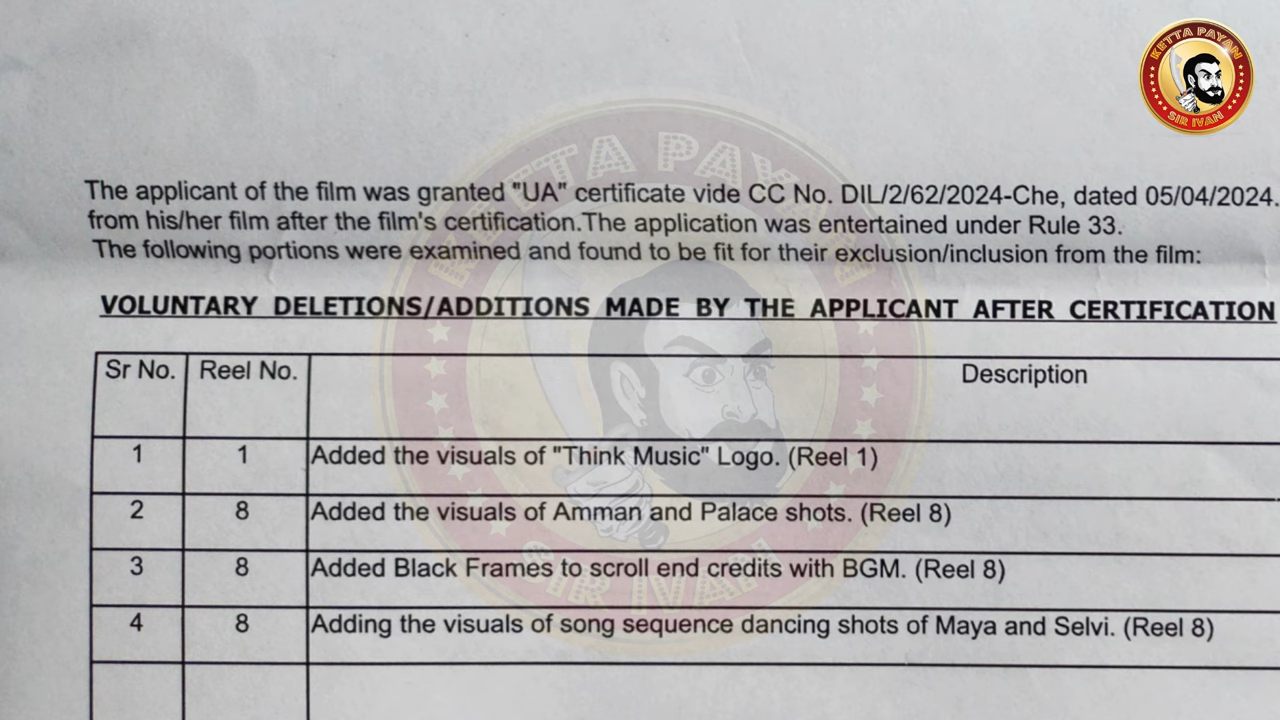 KETTA PAYAN
SIR IVAN
KETTA PAYAN
The applicant of the film was granted "UA" certificate vide CC No. DIL/2/62/2024-Che, dated 05/04/2024.
from his/her film after the film's certification.The application was entertained under Rule 33.
The following portions were examined and found to be fit for their exclusion/inclusion from the film:
VOLUNTARY DELETIONS/ADDITIONS MADE BY THE APPLICANT AFTER CERTIFICATION
Sr No. Reel No. Description
1 1 Added the visuals of "Think Music" Logo. (Reel 1)
2 8 Added the visuals of Amman and Palace shots. (Reel 8)
3 8 Added Black Frames to scroll end credits with BGM. (Reel 8)
4 8 Adding the visuals of song sequence dancing shots of Maya and Selvi. (Reel 8)
SIR IVAN